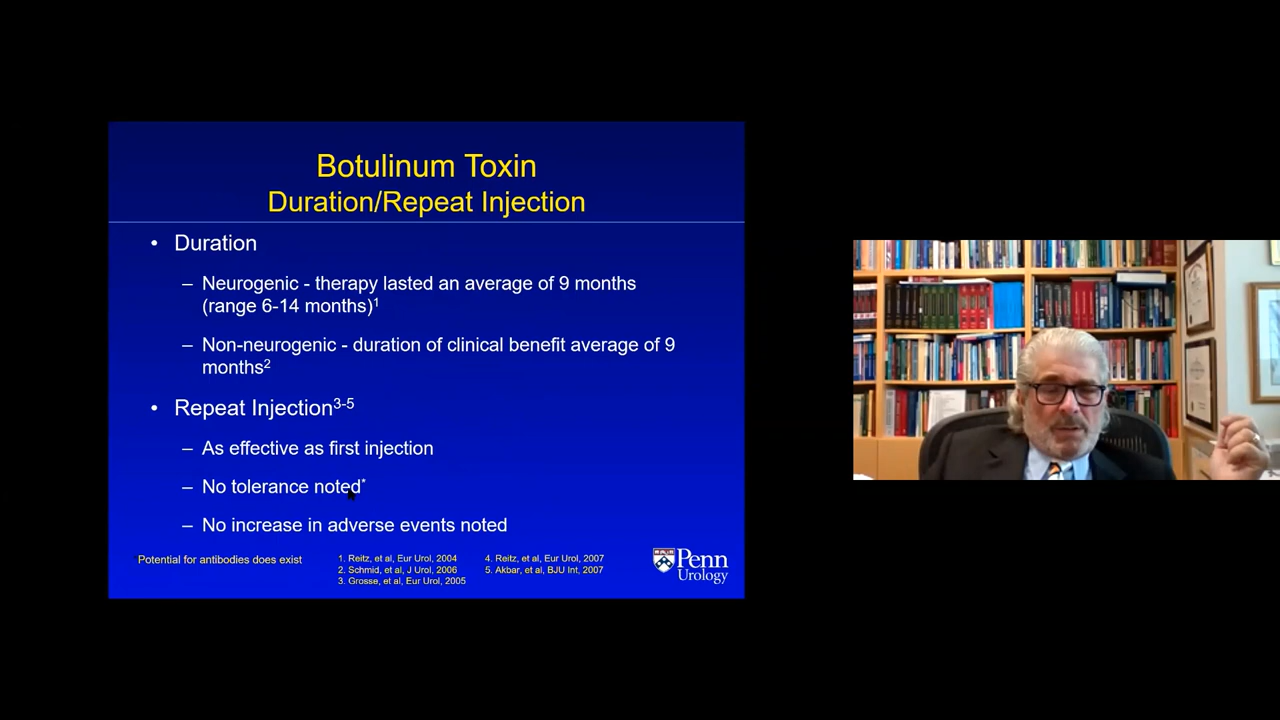 Botulinum Toxin
Duration/Repeat Injection
• Duration
– Neurogenic - therapy lasted an average of 9 months
(range 6-14 months)1
– Non-neurogenic - duration of clinical benefit average of 9
months2
• Repeat Injection3-5
– As effective as first injection
– No tolerance noted*
– No increase in adverse events noted
*Potential for antibodies does exist
1. Reitz, et al, Eur Urol, 2004
2. Schmid, et al, J Urol, 2006
3. Grosse, et al, Eur Urol, 2005
4. Reitz, et al, Eur Urol, 2007
5. Akbar, et al, BJU Int, 2007
Penn
Urology